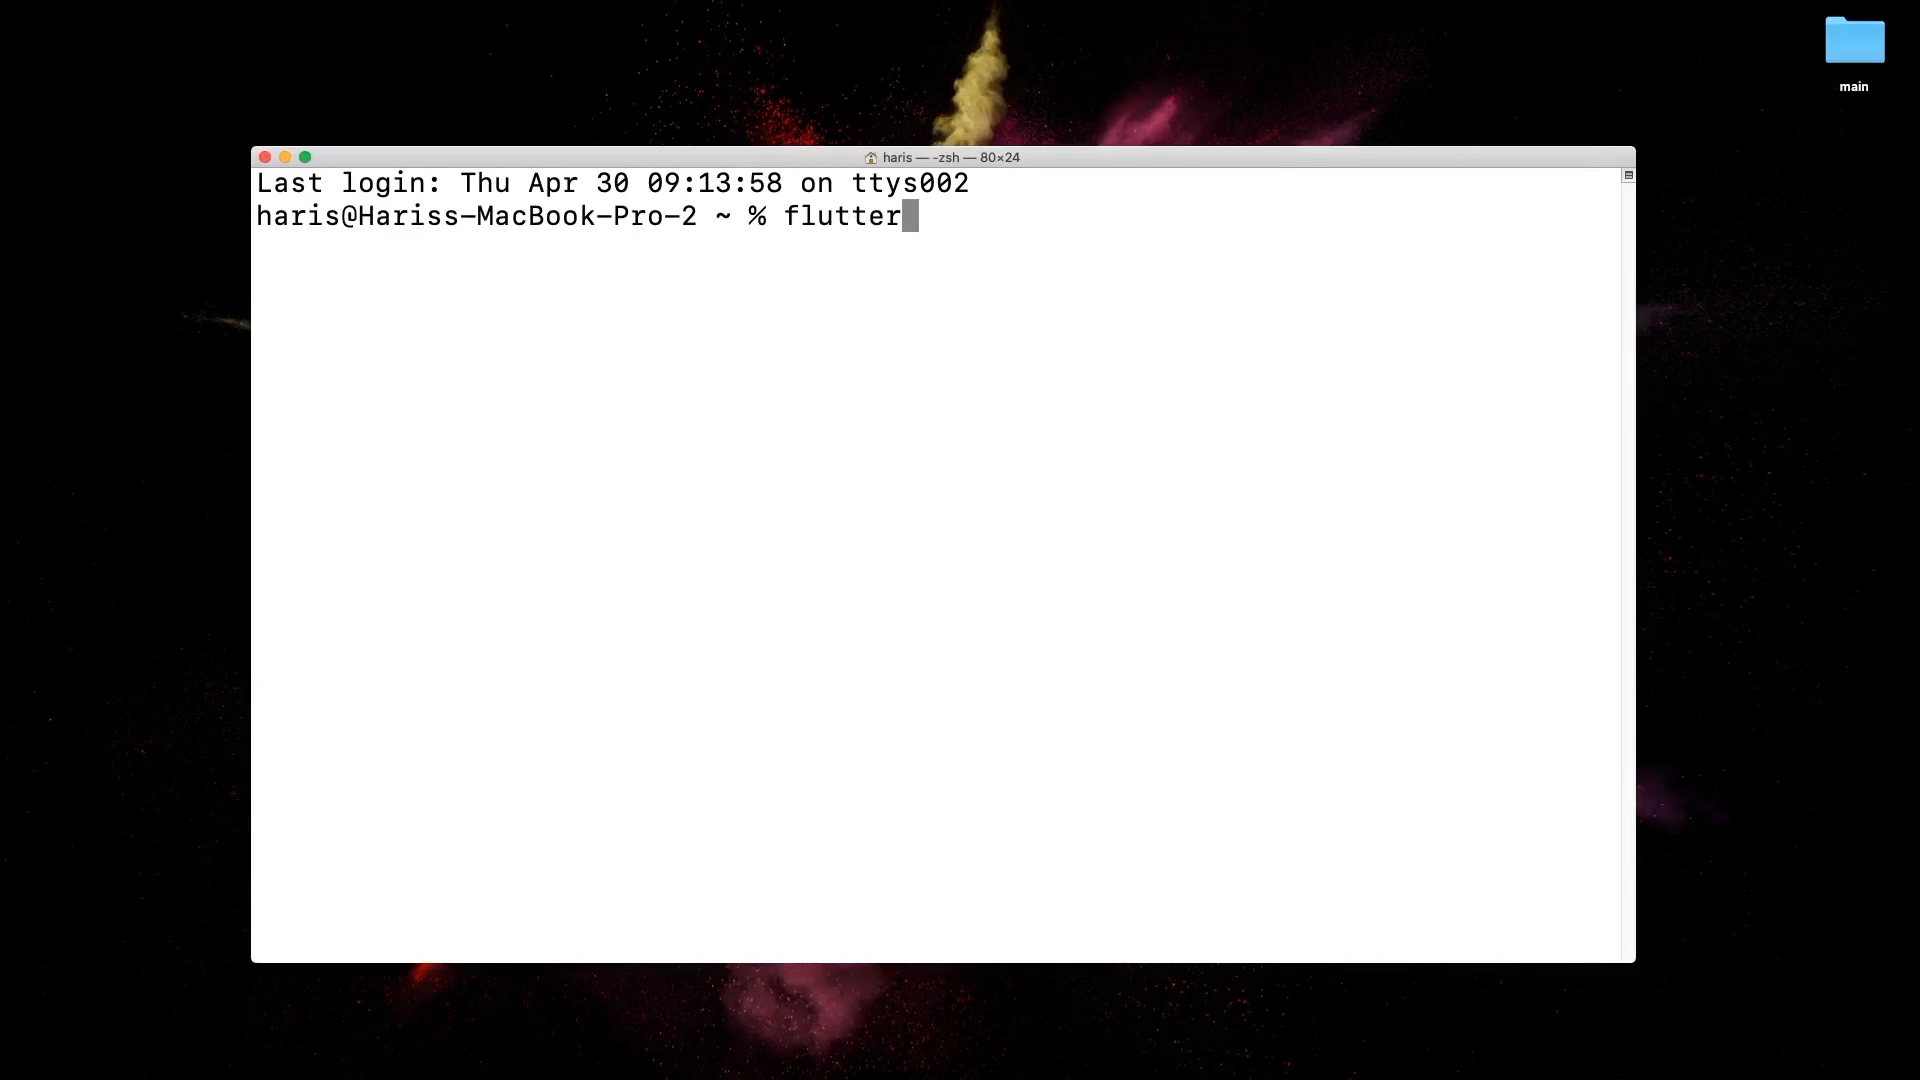 main
haris — -zsh — 80×24
Last login: Thu Apr 30 09:13:58 on ttys002
haris@Hariss-MacBook-Pro-2 ~ % flutter